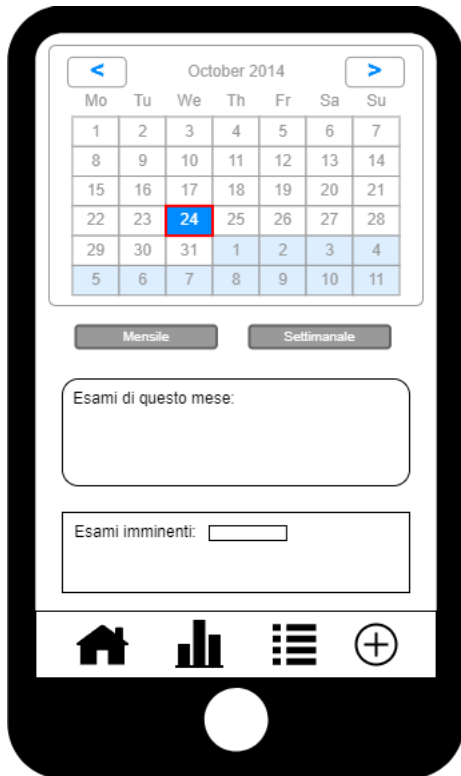 < October 2014 >
Mo Tu We Th Fr Sa Su
1 2 3 4 5 6 7
8 9 10 11 12 13 14
15 16 17 18 19 20 21
22 23 24 25 26 27 28
29 30 31 1 2 3 4
5 6 7 8 9 10 11
Mensile Settimanale
Esami di questo mese:
Esami imminenti: